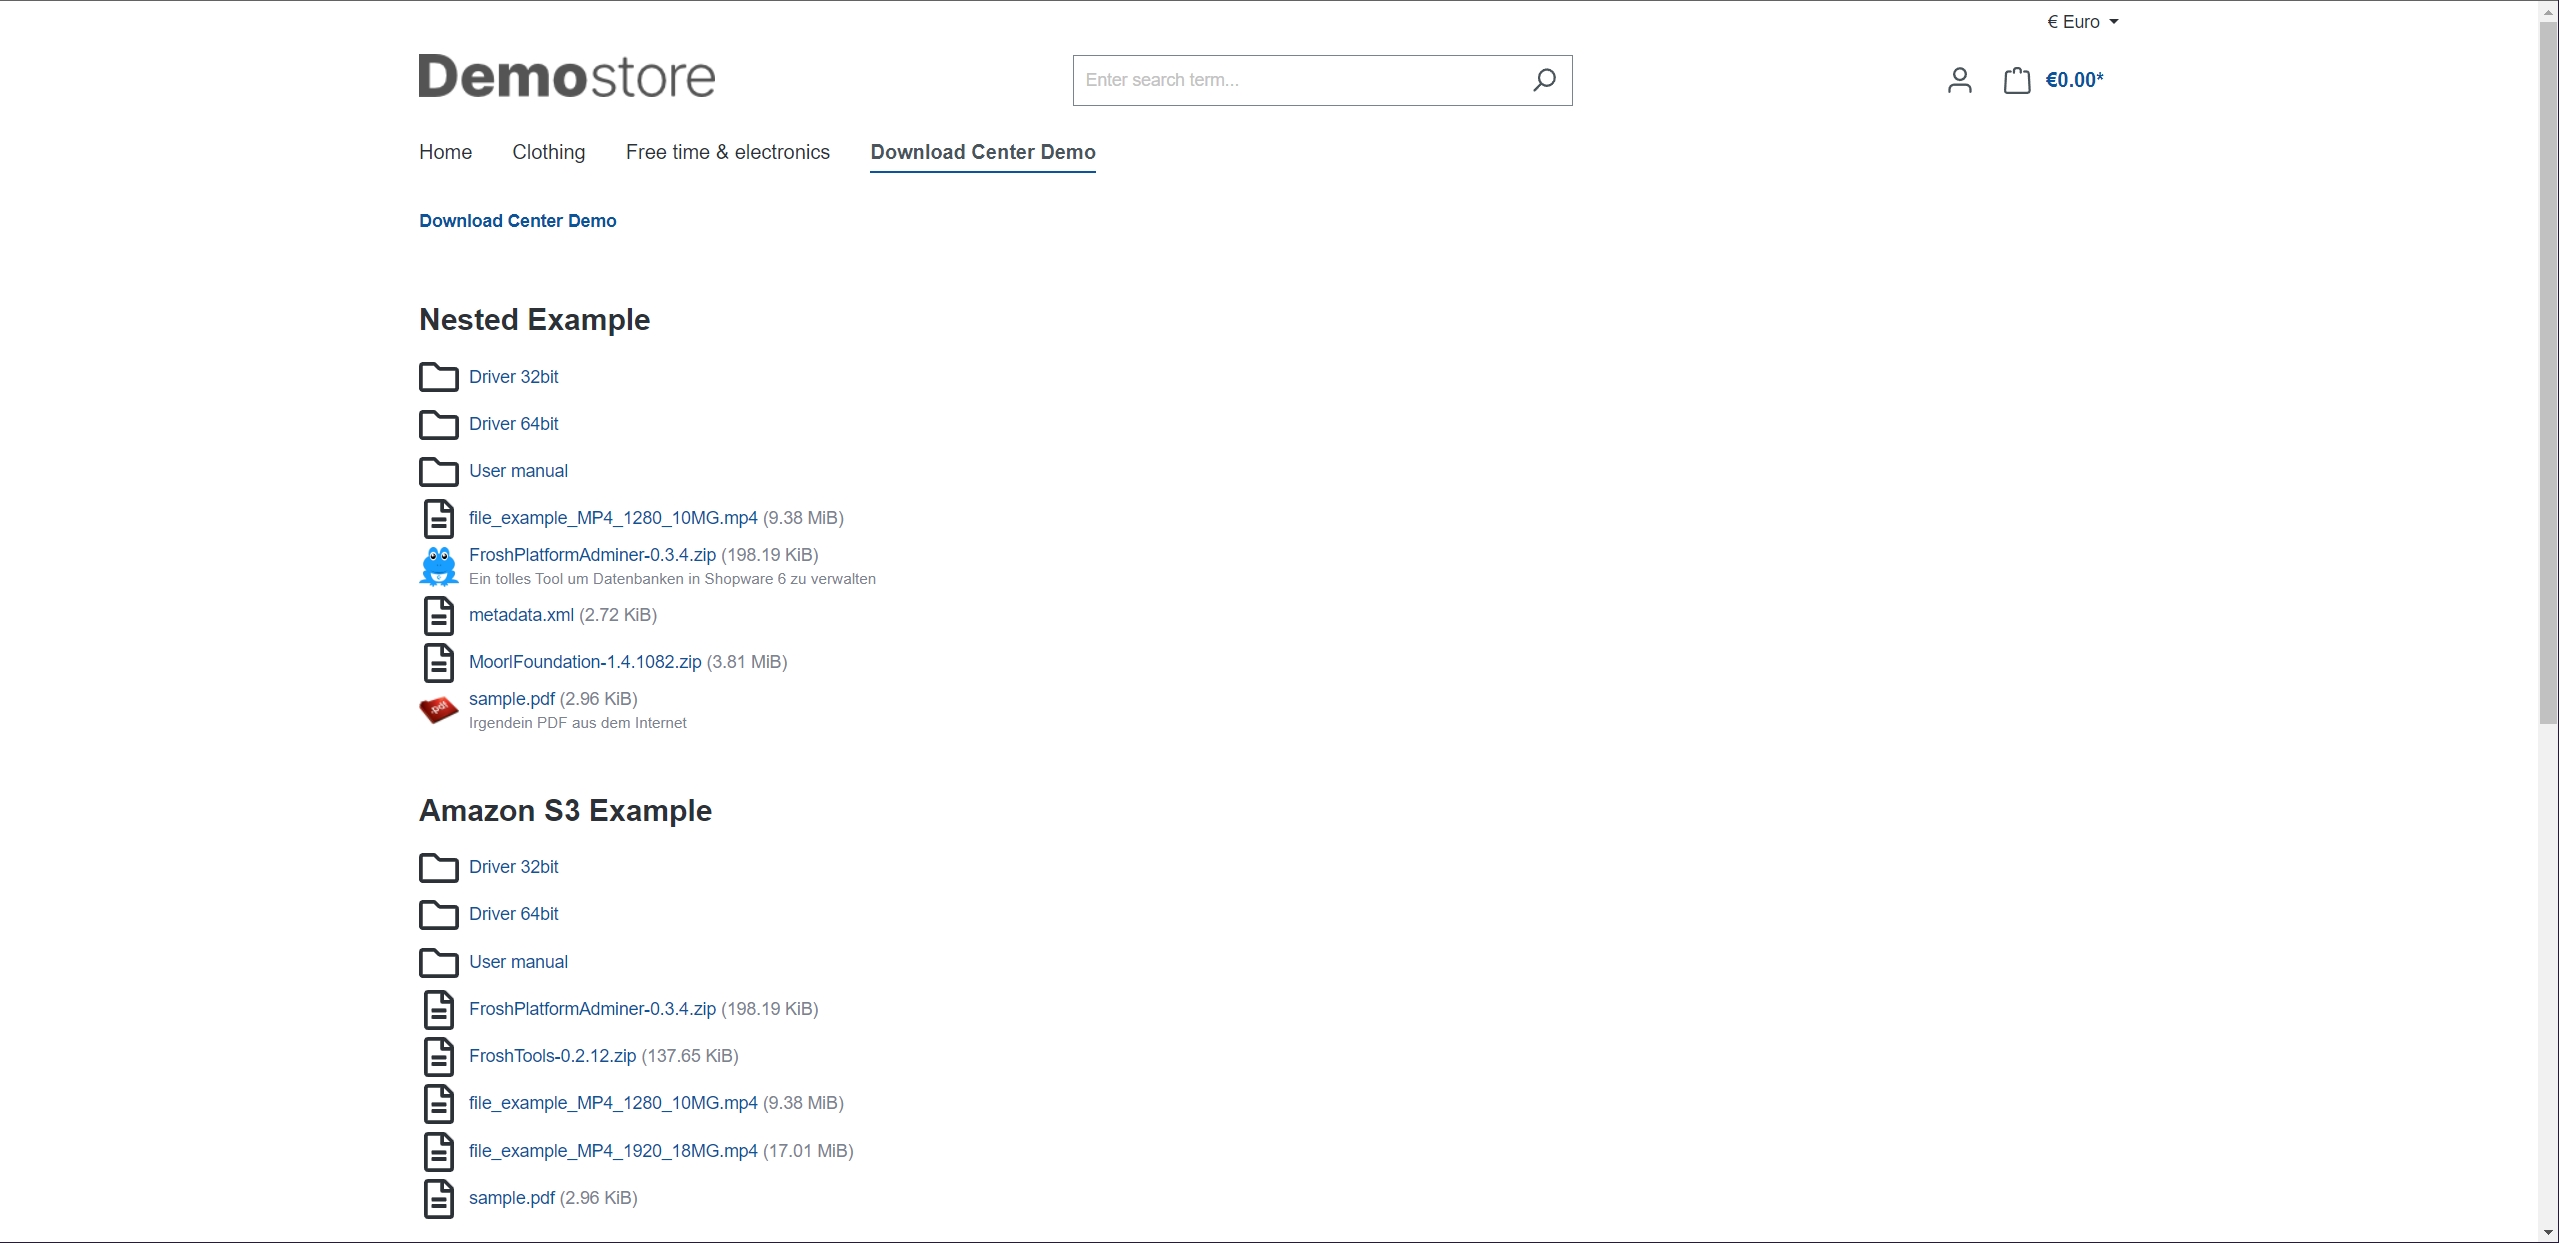 € Euro
Demostore
Enter search term...
€0.00*
Home Clothing Free time & electronics Download Center Demo
Download Center Demo
Nested Example
Driver 32bit
Driver 64bit
User manual
file_example_MP4_1280_10MG.mp4 (9.38 MiB)
FroshPlatformAdminer-0.3.4.zip (198.19 KiB)
Ein tolles Tool um Datenbanken in Shopware 6 zu verwalten
metadata.xml (2.72 KiB)
MoorlFoundation-1.4.1082.zip (3.81 MiB)
.pdf
sample.pdf (2.96 KiB)
Irgendein PDF aus dem Internet
Amazon S3 Example
Driver 32bit
Driver 64bit
User manual
FroshPlatformAdminer-0.3.4.zip (198.19 KiB)
FroshTools-0.2.12.zip (137.65 KiB)
file_example_MP4_1280_10MG.mp4 (9.38 MiB)
file_example_MP4_1920_18MG.mp4 (17.01 MiB)
sample.pdf (2.96 KiB)